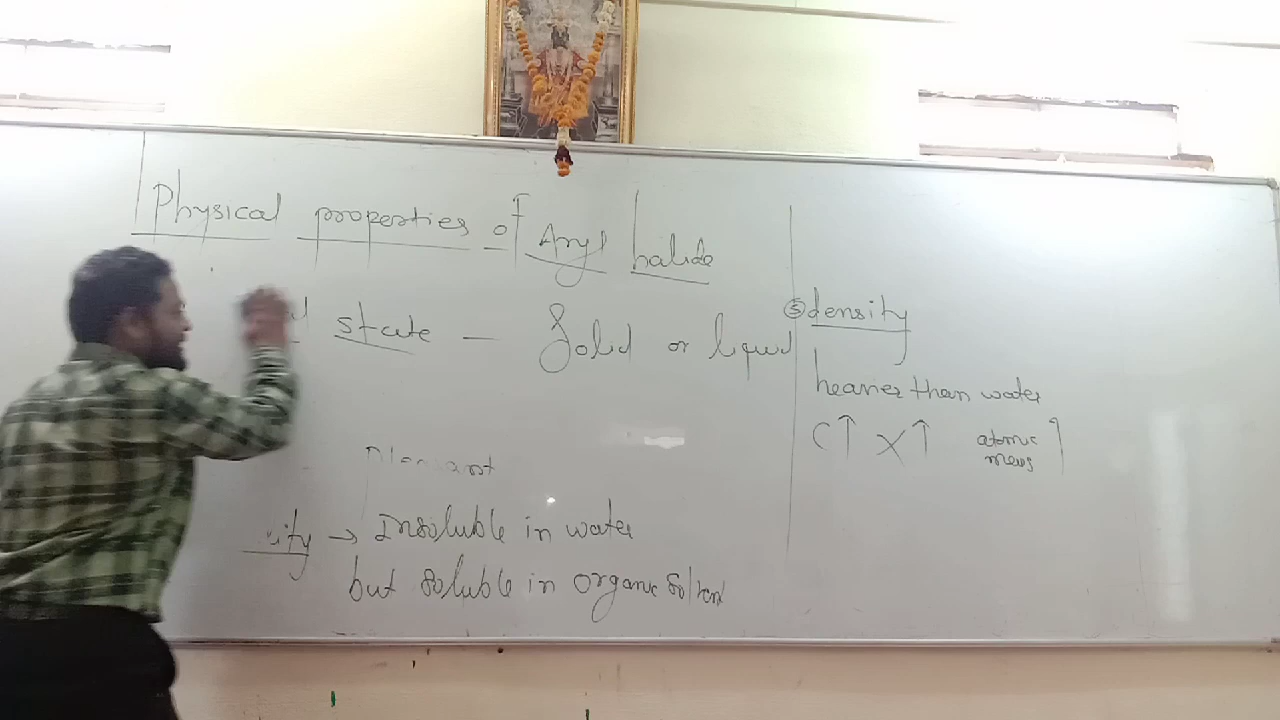 Physical properties of Aryl halide
state — Solid or liquid
→ Insoluble in water
but soluble in organic solvent
⑤ density
heavier than water
C↑ X↑ atomic mass ↑